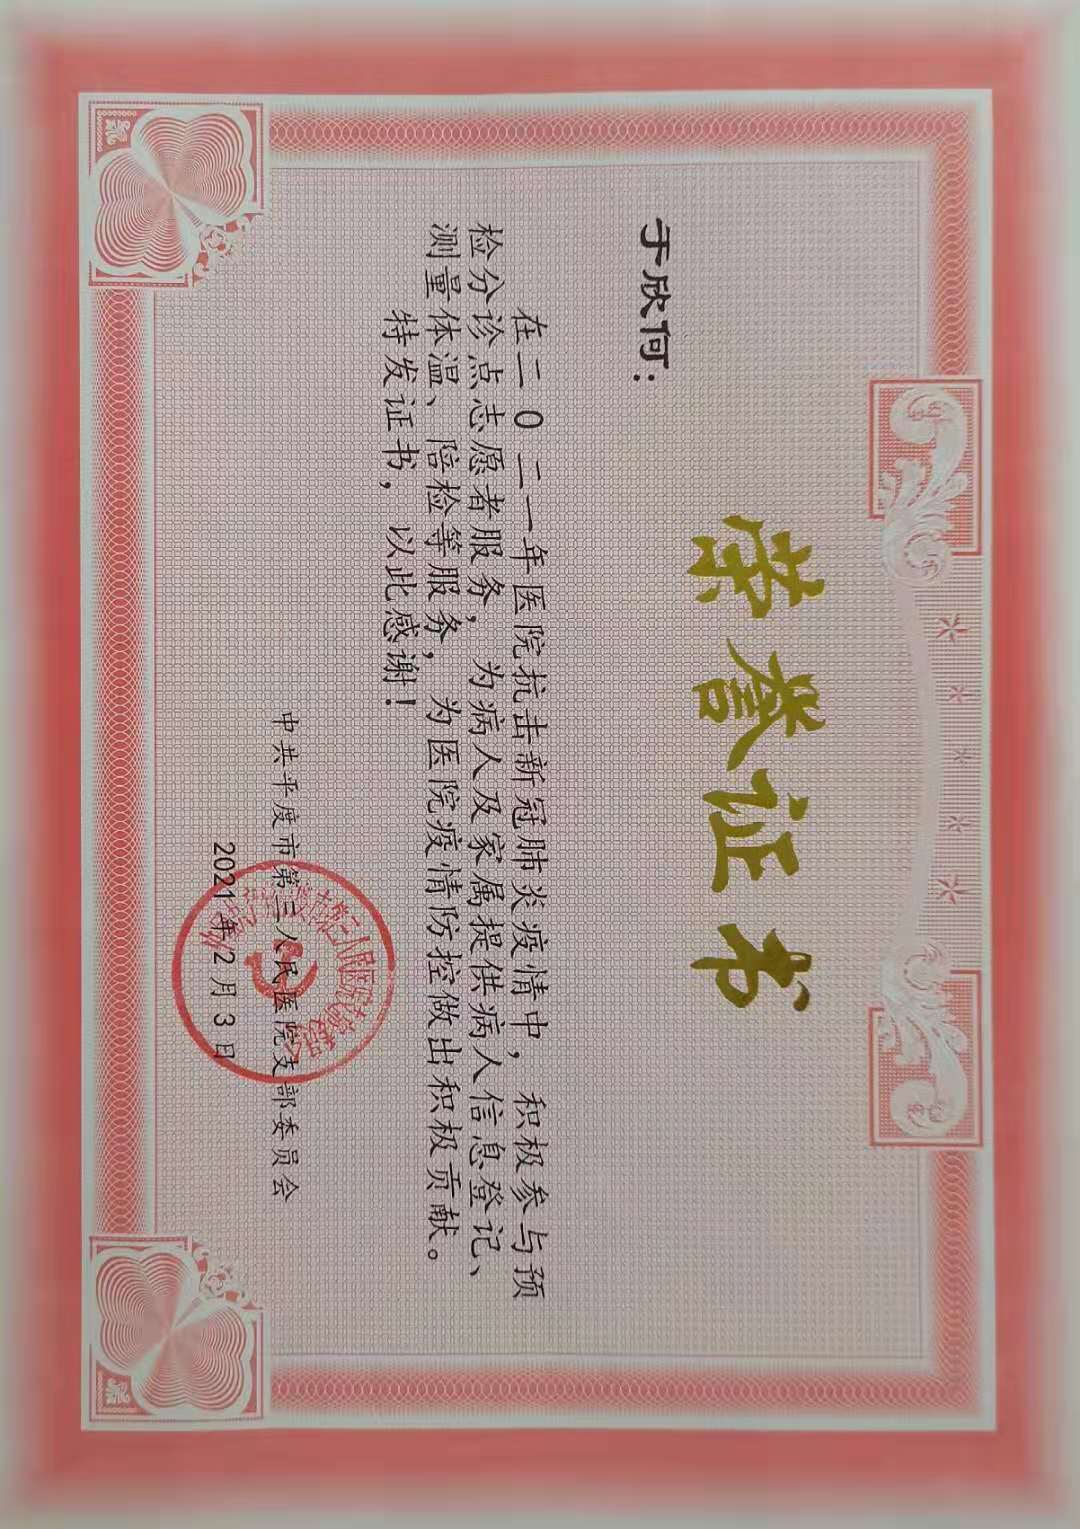 荣誉证书
于欣何：
在二0二一年医院抗击新冠肺炎疫情中，积极参与预
检分诊点志愿者服务，为病人及家属提供病人信息登记、
测量体温、陪检等服务，为医院疫情防控做出积极贡献。
特发证书，以此感谢！
中共平度市第三人民医院支部委员会
2021年12月3日